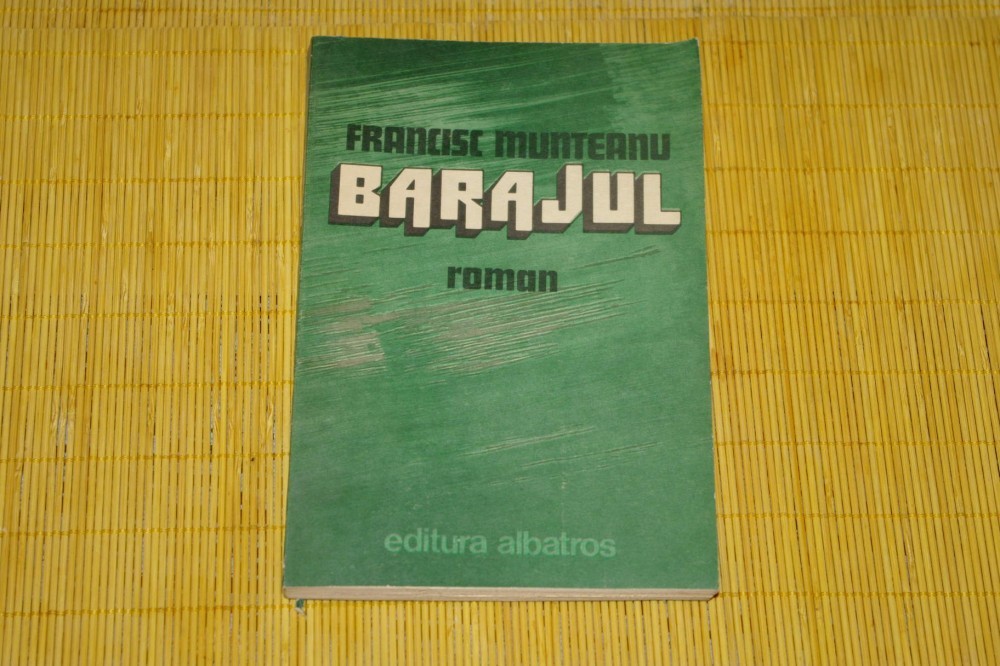 FRANCISC MUNTEANU
BARAJUL
roman
editura albatros